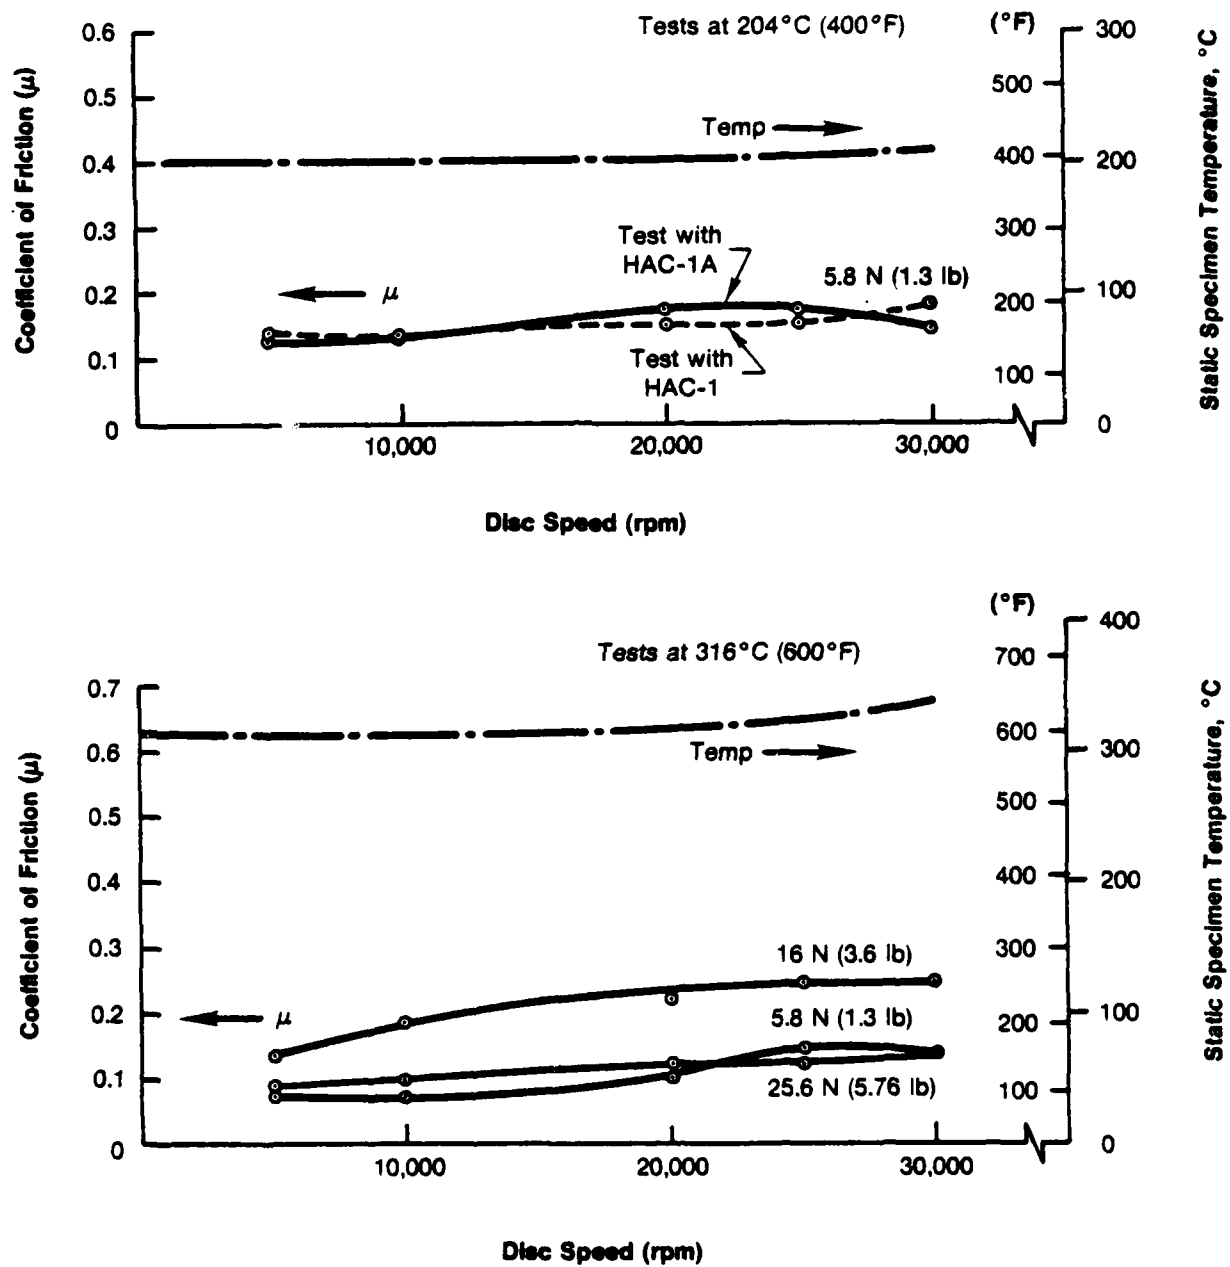 Tests at 204°C (400°F)
Coefficient of Friction (μ)
0.6
0.5
0.4
0.3
0.2
0.1
0
(°F)
500
400
300
200
100
300
200
100
0
Static Specimen Temperature, °C
Temp
Test with
HAC-1A
μ
5.8 N (1.3 lb)
Test with
HAC-1
10,000
20,000
30,000
Disc Speed (rpm)
Tests at 316°C (600°F)
Coefficient of Friction (μ)
0.7
0.6
0.5
0.4
0.3
0.2
0.1
0
(°F)
700
600
500
400
300
200
100
400
300
200
100
0
Static Specimen Temperature, °C
Temp
16 N (3.6 lb)
μ
5.8 N (1.3 lb)
25.6 N (5.76 lb)
10,000
20,000
30,000
Disc Speed (rpm)